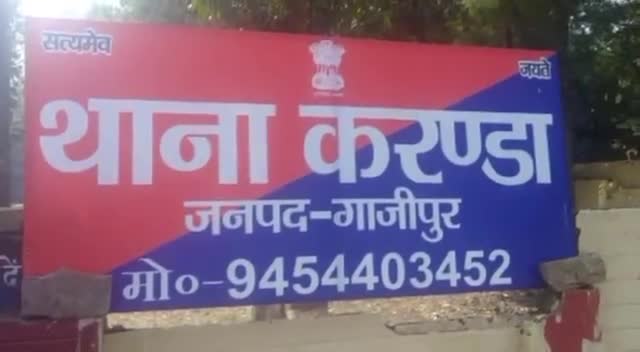 सत्यमेव जयते
थाना करण्डा
जनपद-गाजीपुर
मो०-9454403452